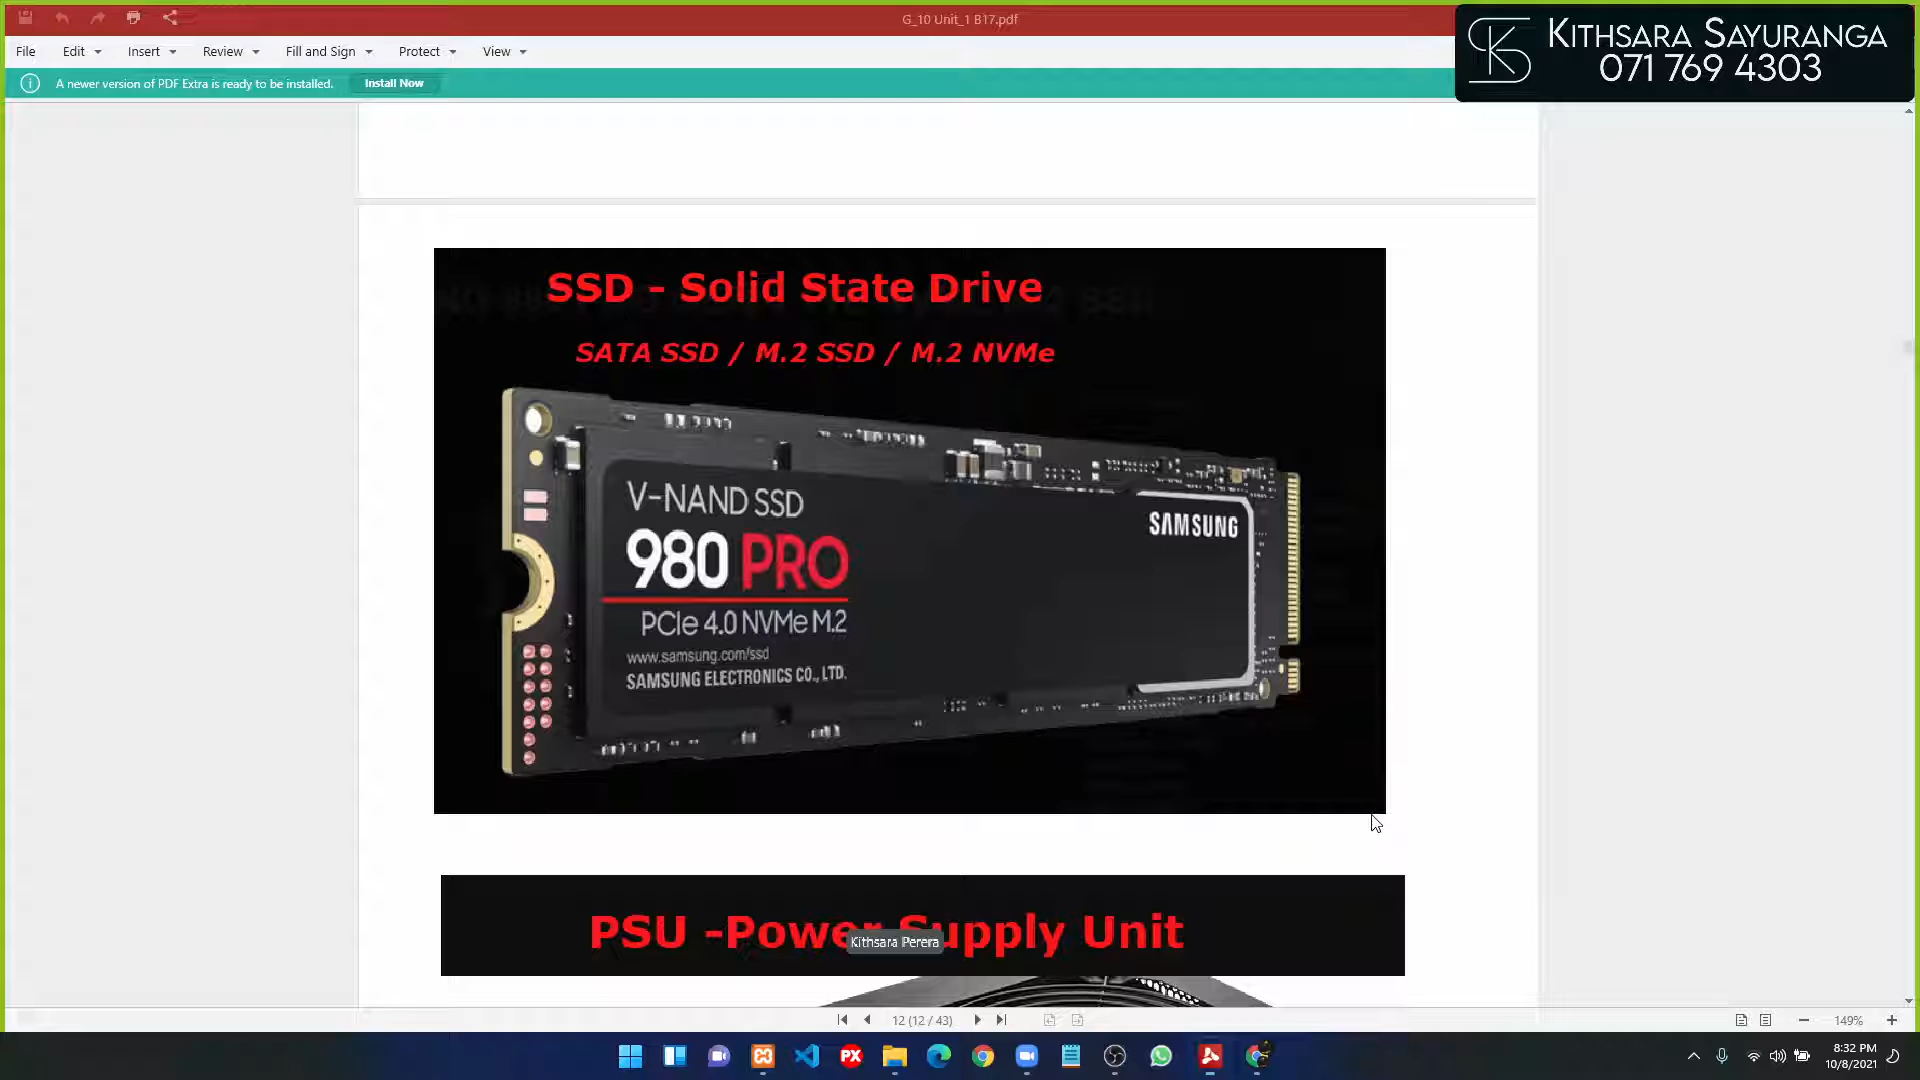 G_10 Unit_1 B17.pdf
KITHSARA SAYURANGA
071 769 4303
File Edit Insert Review Fill and Sign Protect View
A newer version of PDF Extra is ready to be installed. Install Now
SSD - Solid State Drive
SATA SSD / M.2 SSD / M.2 NVMe
V-NAND SSD
980 PRO
PCIe 4.0 NVMe M.2
www.samsung.com/ssd
SAMSUNG ELECTRONICS CO., LTD.
SAMSUNG
PSU -Power Supply Unit
Kithsara Perera
12 (12 / 43)
149%
PX
8:32 PM
10/8/2021